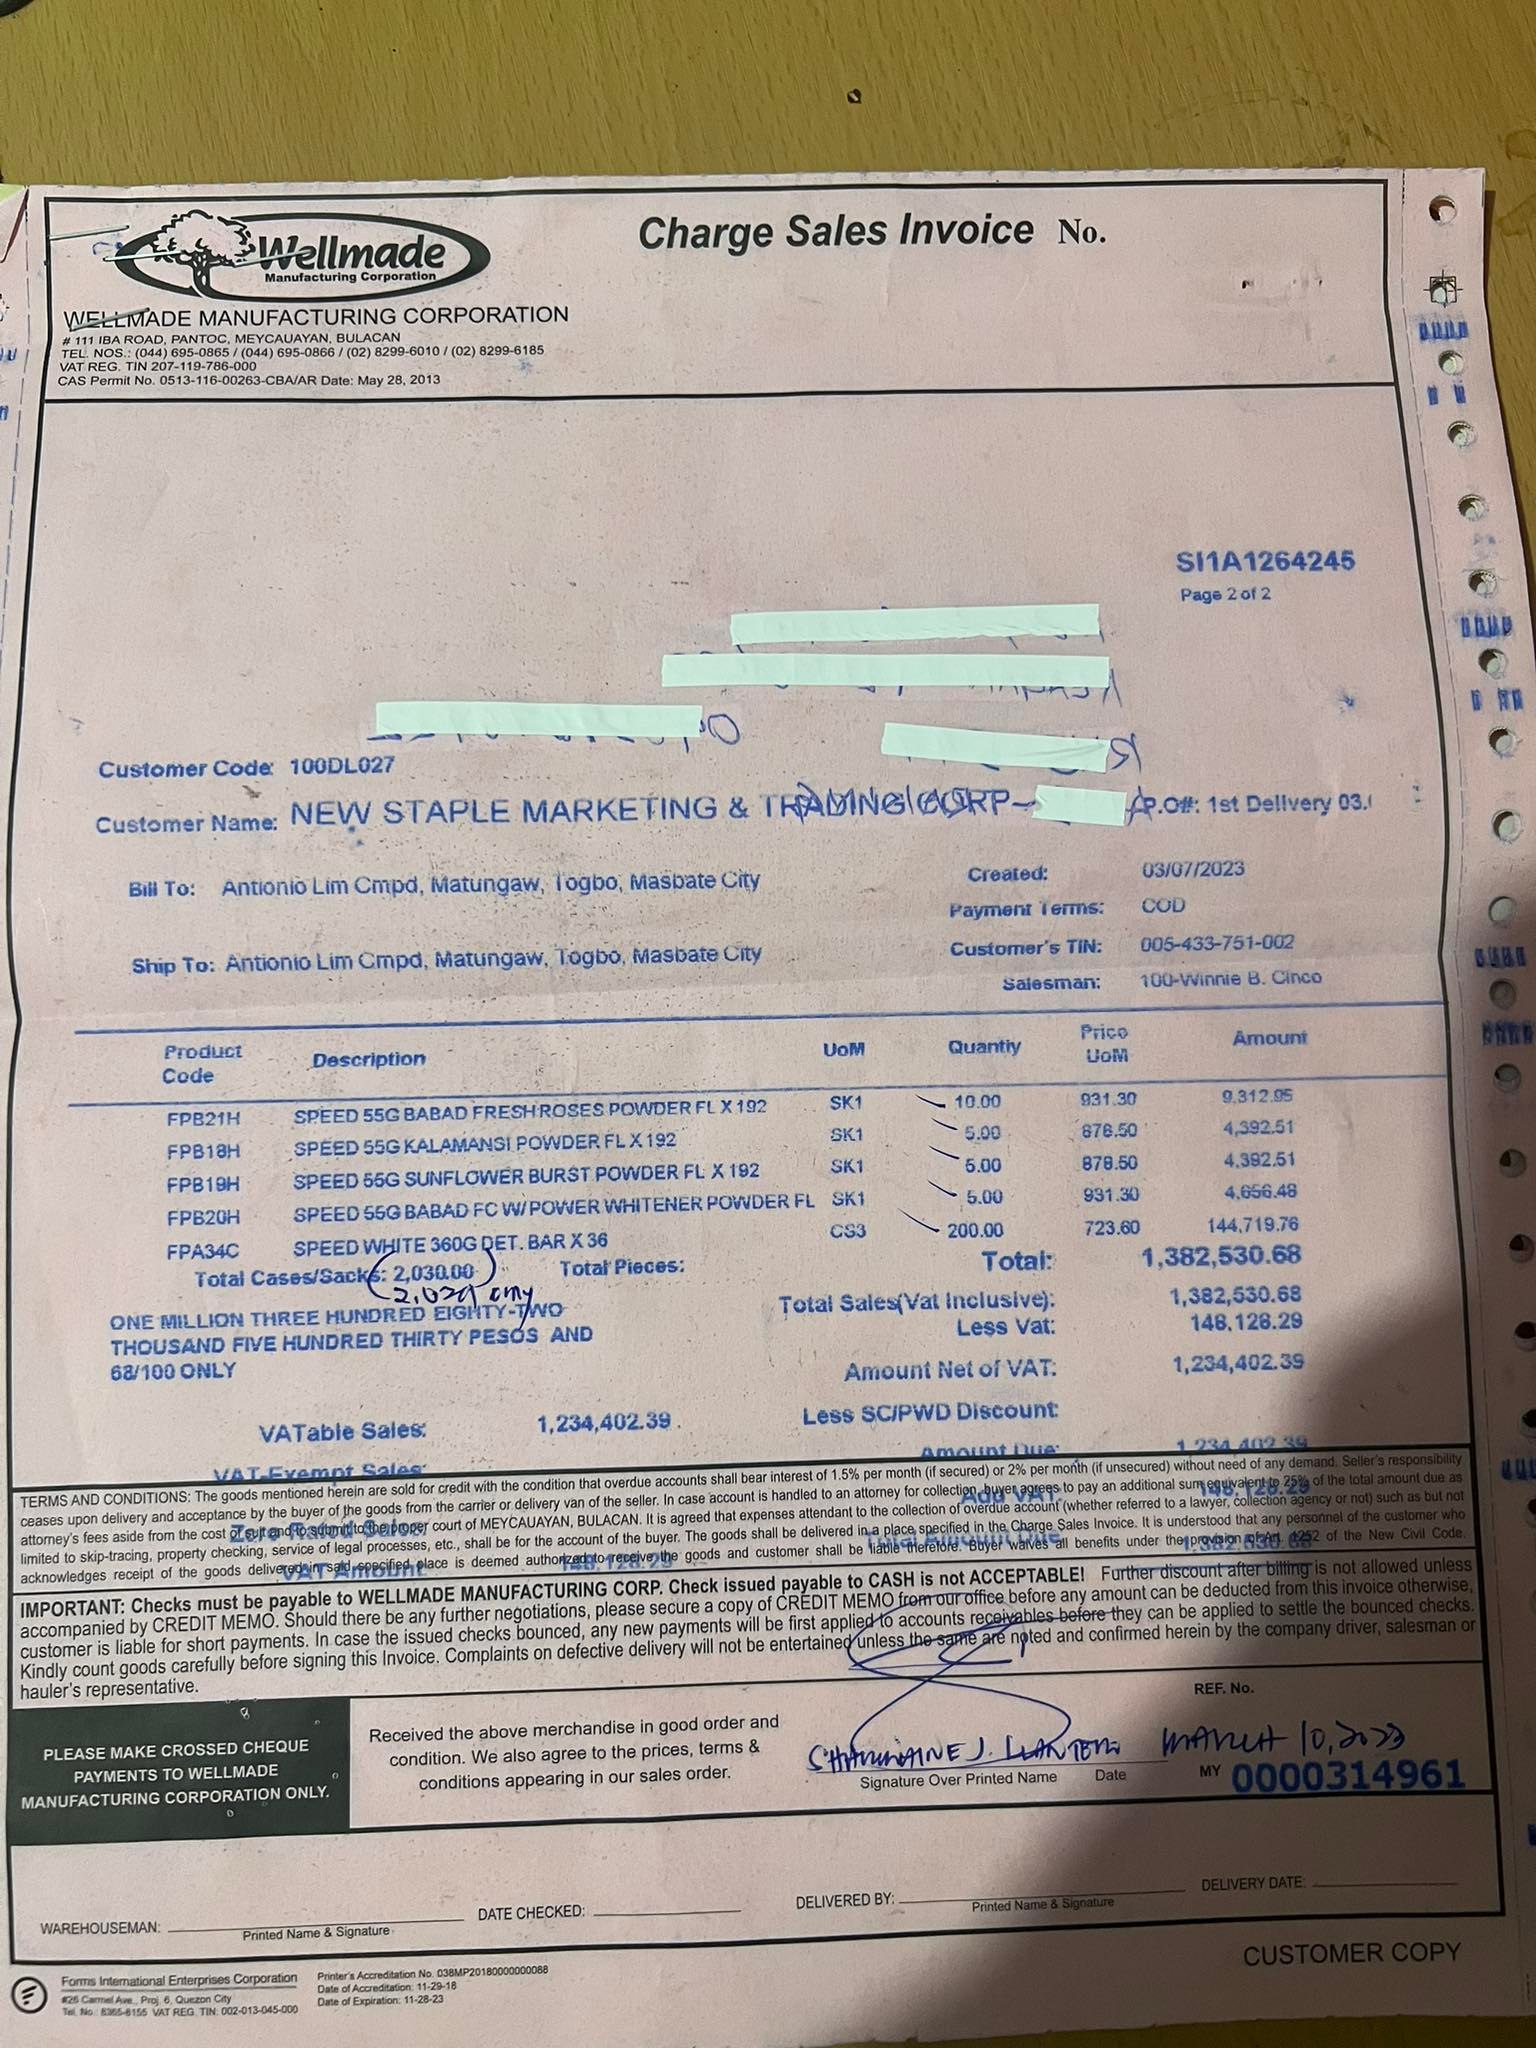 Wellmade
Manufacturing Corporation
Charge Sales Invoice No.
WELLMADE MANUFACTURING CORPORATION
# 111 IBA ROAD, PANTOC, MEYCAUAYAN, BULACAN
TEL. NOS.: (044) 695-0865 / (044) 695-0866 / (02) 8299-6010 / (02) 8299-6185
VAT REG. TIN 207-119-786-000
CAS Permit No. 0513-116-00263-CBA/AR Date: May 28, 2013
SI1A1264245
Page 2 of 2
Customer Code: 100DL027
Customer Name: NEW STAPLE MARKETING & TRADING CORP- P.O#: 1st Delivery 03.
Bill To: Antionio Lim Cmpd, Matungaw, Togbo, Masbate City
Created: 03/07/2023
Payment Terms: COD
Ship To: Antionio Lim Cmpd, Matungaw, Togbo, Masbate City
Customer's TIN: 005-433-751-002
Salesman: 100-Winnie B. Cinco
Product Code Description UoM Quantiy Price UoM Amount
FPB21H SPEED 55G BABAD FRESH ROSES POWDER FL X 192 SK1 10.00 931.30 9,312.95
FPB18H SPEED 55G KALAMANSI POWDER FL X 192 SK1 5.00 878.50 4,392.51
FPB19H SPEED 55G SUNFLOWER BURST POWDER FL X 192 SK1 5.00 878.50 4,392.51
FPB20H SPEED 55G BABAD FC W/ POWER WHITENER POWDER FL SK1 5.00 931.30 4,656.48
FPA34C SPEED WHITE 360G DET. BAR X 36 CS3 200.00 723.60 144,719.76
Total Cases/Sacks: 2,030.00 Total Pieces: Total: 1,382,530.68
only
ONE MILLION THREE HUNDRED EIGHTY-TWO
THOUSAND FIVE HUNDRED THIRTY PESOS AND
68/100 ONLY
Total Sales(Vat Inclusive): 1,382,530.68
Less Vat: 148,128.29
Amount Net of VAT: 1,234,402.39
VATable Sales: 1,234,402.39
Less SC/PWD Discount:
Amount Due: 1,234,402.39
VAT-Exempt Sales:
Add VAT: 148,128.29
Zero Rated Sales:
Total Amount Due 1,382,530.68
VAT Amount: 148,128.29
TERMS AND CONDITIONS: The goods mentioned herein are sold for credit with the condition that overdue accounts shall bear interest of 1.5% per month (if secured) or 2% per month (if unsecured) without need of any demand. Seller's responsibility
ceases upon delivery and acceptance by the buyer of the goods from the carrier or delivery van of the seller. In case account is handled to an attorney for collection, buyer agrees to pay an additional sum equivalent to 25% of the total amount due as
attorney's fees aside from the cost of suit and to submit to the proper court of MEYCAUAYAN, BULACAN. It is agreed that expenses attendant to the collection of overdue account (whether referred to a lawyer, collection agency or not) such as but not
limited to skip-tracing, property checking, service of legal processes, etc., shall be for the account of the buyer. The goods shall be delivered in a place specified in the Charge Sales Invoice. It is understood that any personnel of the customer who
acknowledges receipt of the goods delivered in said specified place is deemed authorized to receive the goods and customer shall be liable therefore. Buyer waives all benefits under the provision of Art. 1252 of the New Civil Code.
IMPORTANT: Checks must be payable to WELLMADE MANUFACTURING CORP. Check issued payable to CASH is not ACCEPTABLE! Further discount after billing is not allowed unless
accompanied by CREDIT MEMO. Should there be any further negotiations, please secure a copy of CREDIT MEMO from our office before any amount can be deducted from this invoice otherwise,
customer is liable for short payments. In case the issued checks bounced, any new payments will be first applied to accounts receivables before they can be applied to settle the bounced checks.
Kindly count goods carefully before signing this Invoice. Complaints on defective delivery will not be entertained unless the same are noted and confirmed herein by the company driver, salesman or
hauler's representative.
PLEASE MAKE CROSSED CHEQUE
PAYMENTS TO WELLMADE
MANUFACTURING CORPORATION ONLY.
Received the above merchandise in good order and
condition. We also agree to the prices, terms &
conditions appearing in our sales order.
MARCH 10, 2023
Signature Over Printed Name Date
REF. No.
MY 0000314961
WAREHOUSEMAN: DATE CHECKED: DELIVERED BY: DELIVERY DATE:
Printed Name & Signature Printed Name & Signature
CUSTOMER COPY
Forms International Enterprises Corporation
#26 Carmel Ave., Proj. 6, Quezon City
Tel. No.: 8365-8155 VAT REG. TIN: 002-013-045-000
Printer's Accreditation No. 038MP20180000000088
Date of Accreditation: 11-29-18
Date of Expiration: 11-28-23